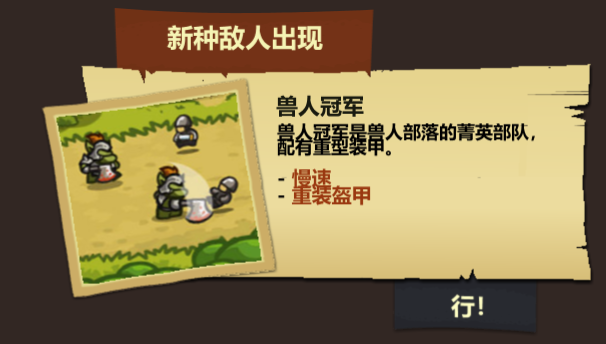 新种敌人出现
兽人冠军
兽人冠军是兽人部落的菁英部队，
配有重型装甲。
- 慢速
- 重装盔甲
行！